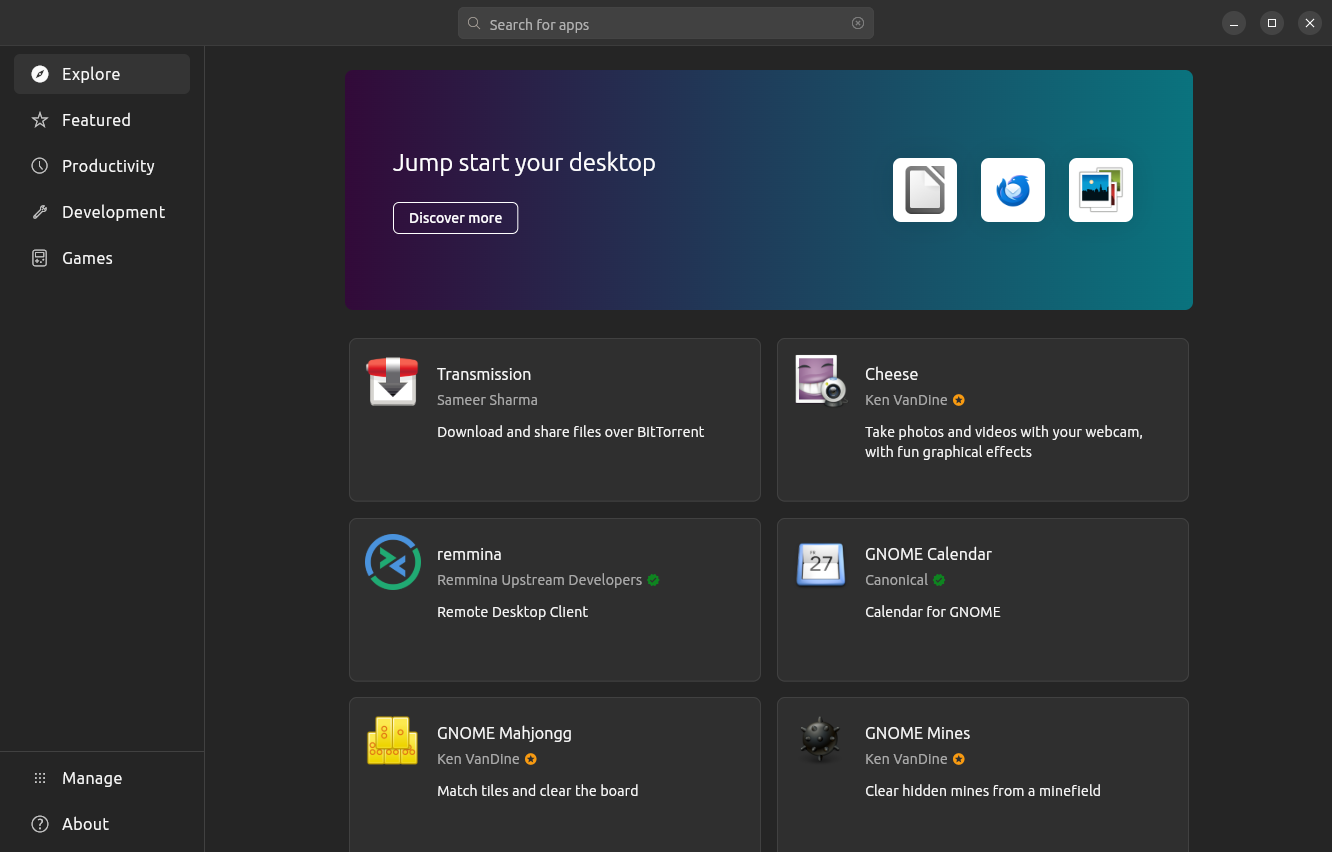 Search for apps
Explore
Featured
Productivity
Development
Games
Manage
About
Jump start your desktop
Discover more
Transmission
Sameer Sharma
Download and share files over BitTorrent
Cheese
Ken VanDine
Take photos and videos with your webcam,
with fun graphical effects
remmina
Remmina Upstream Developers
Remote Desktop Client
27
GNOME Calendar
Canonical
Calendar for GNOME
GNOME Mahjongg
Ken VanDine
Match tiles and clear the board
GNOME Mines
Ken VanDine
Clear hidden mines from a minefield